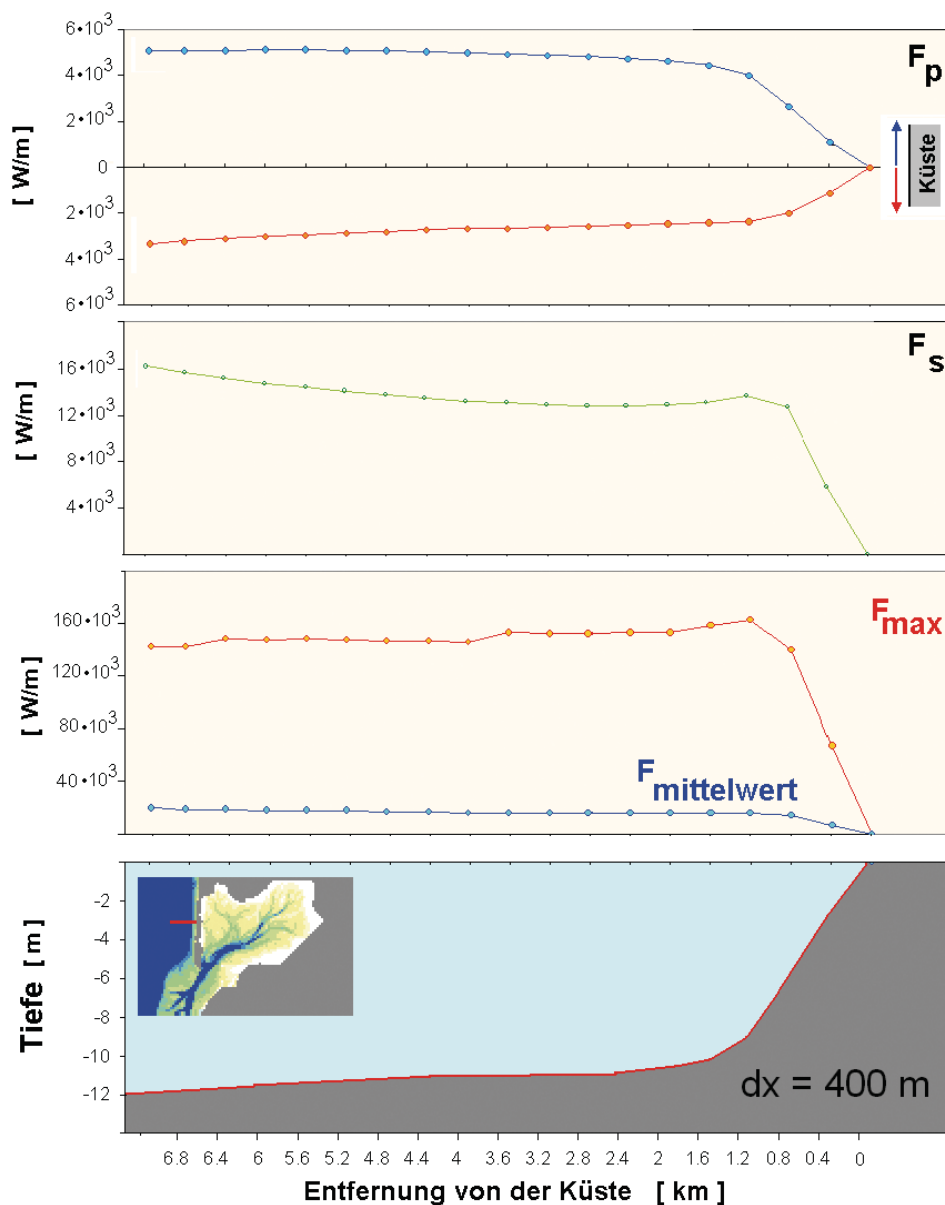 6•10³
4•10³
2•10³
0
2•10³
4•10³
6•10³
[ W/m ]
Fp
Küste
16•10³
12•10³
8•10³
4•10³
[ W/m ]
Fs
160•10³
120•10³
80•10³
40•10³
[ W/m ]
Fmax
Fmittelwert
-2
-4
-6
-8
-10
-12
Tiefe [ m ]
dx = 400 m
6.8 6.4 6 5.6 5.2 4.8 4.4 4 3.6 3.2 2.8 2.4 2 1.6 1.2 0.8 0.4 0
Entfernung von der Küste [ km ]